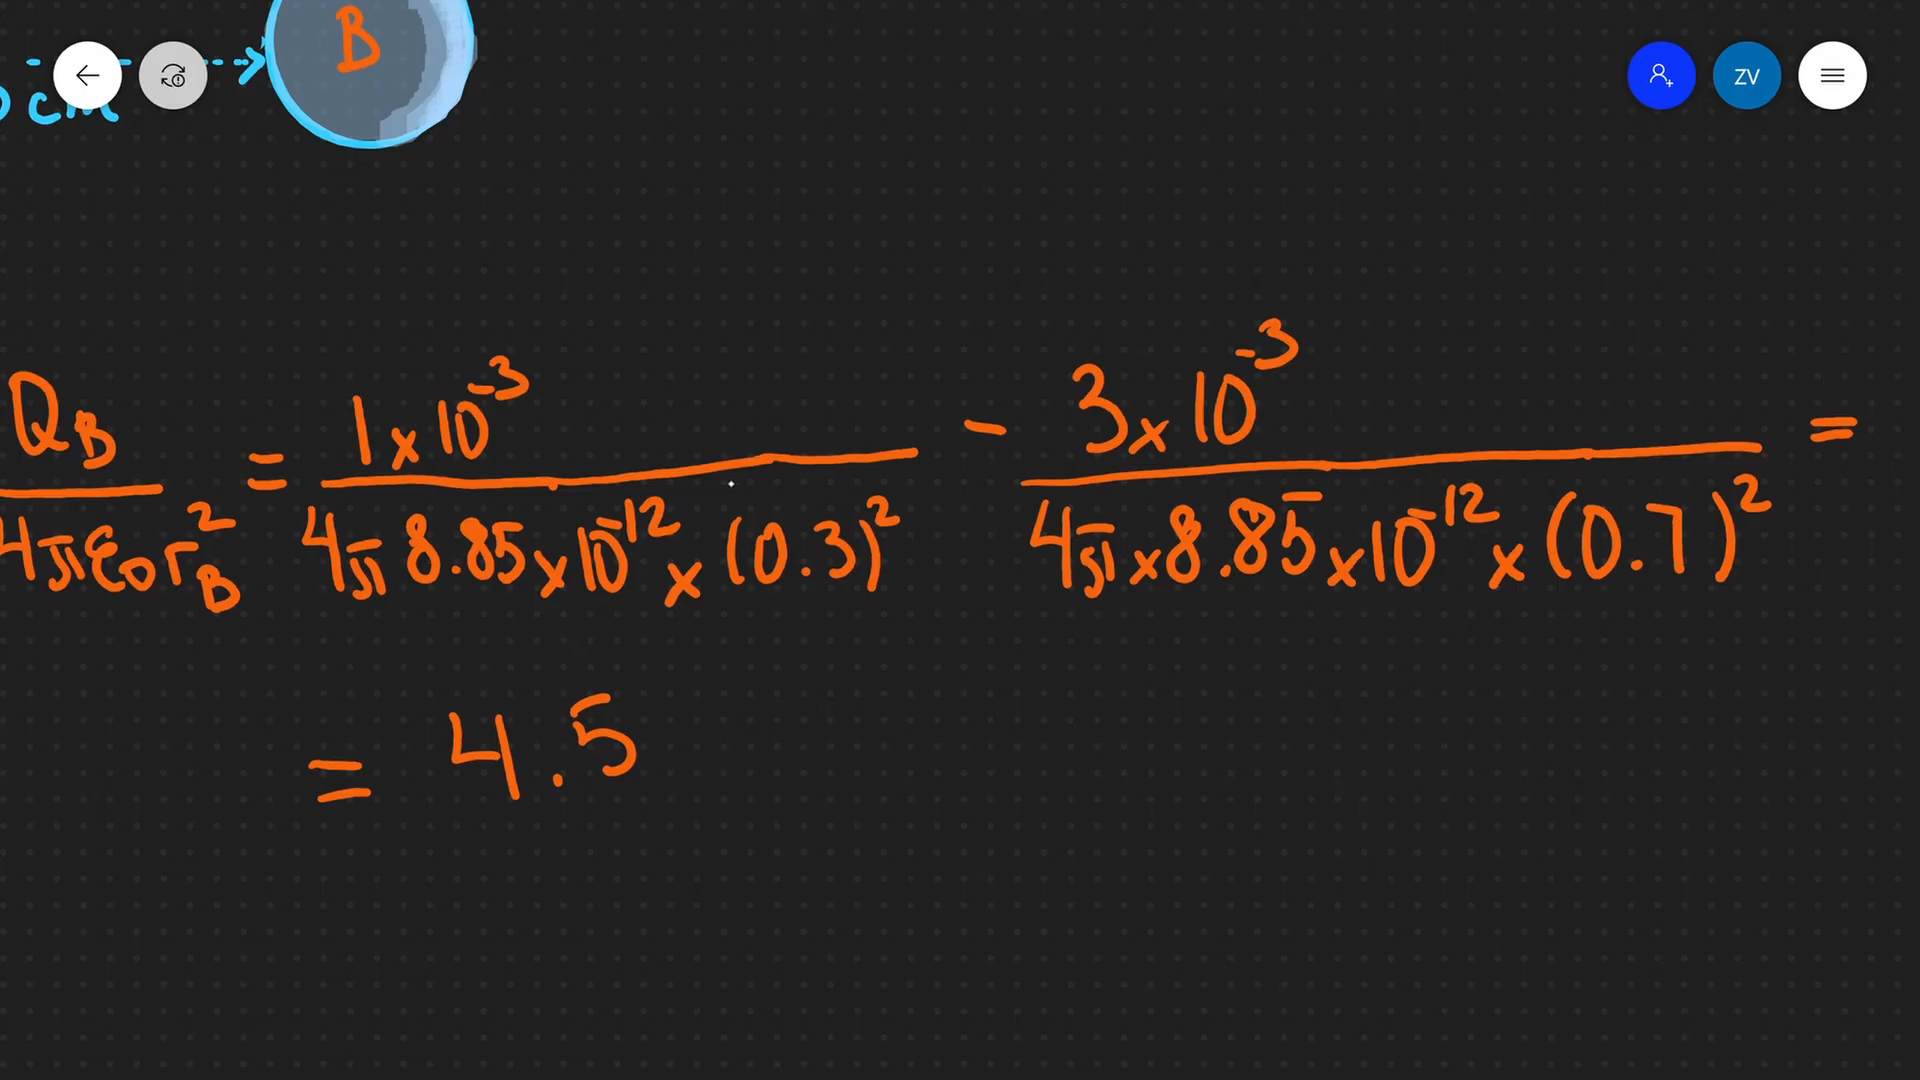 B
cm
ZV
Q_B / 4πε₀r_B² = 1 x 10⁻³ / 4π 8.85 x 10⁻¹² x (0.3)² - 3 x 10⁻³ / 4π x 8.85 x 10⁻¹² x (0.7)² =
= 4.5